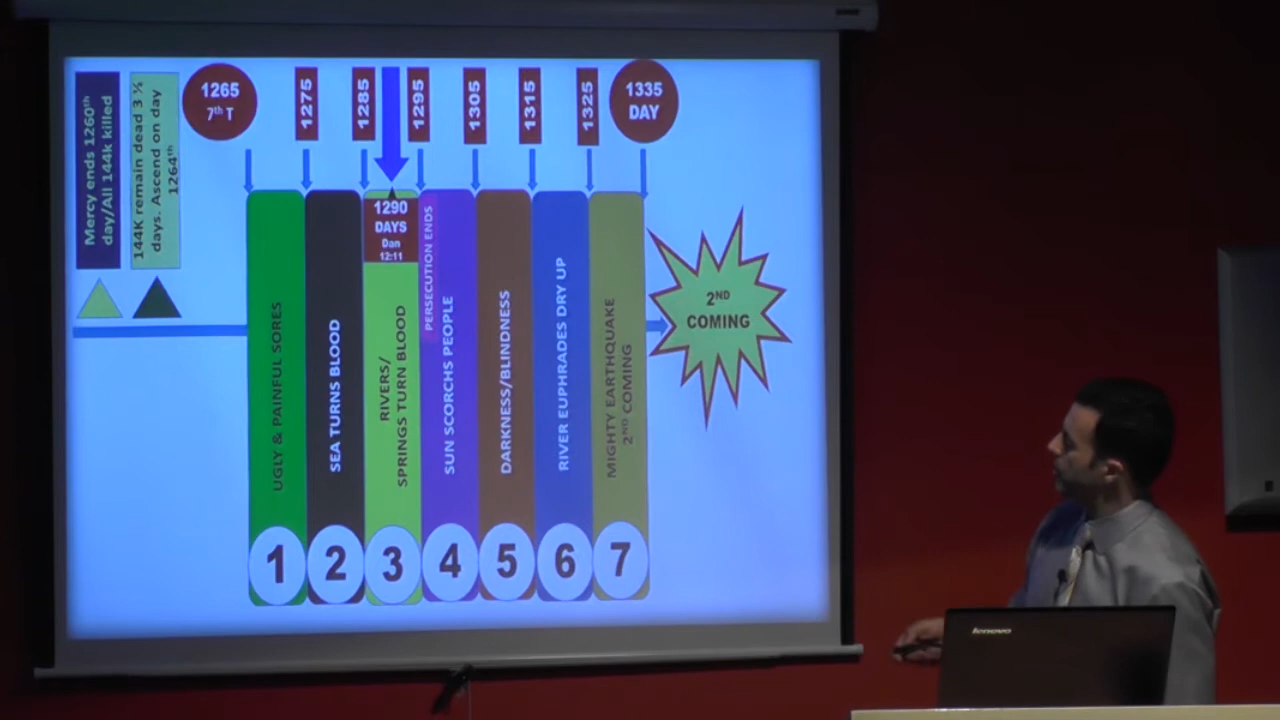 Mercy ends 1260th
day/All 144k killed
144K remain dead 3 ½
days. Ascend on day
1264th
1265
7th T
1275
1285
1295
1305
1315
1325
1335
DAY
1290
DAYS
Dan
12:11
UGLY & PAINFUL SORES
SEA TURNS BLOOD
RIVERS/
SPRINGS TURN BLOOD
PERSECUTION ENDS
SUN SCORCHS PEOPLE
DARKNESS/BLINDNESS
RIVER EUPHRADES DRY UP
MIGHTY EARTHQUAKE
2ND COMING
2ND
COMING
1
2
3
4
5
6
7
lenovo